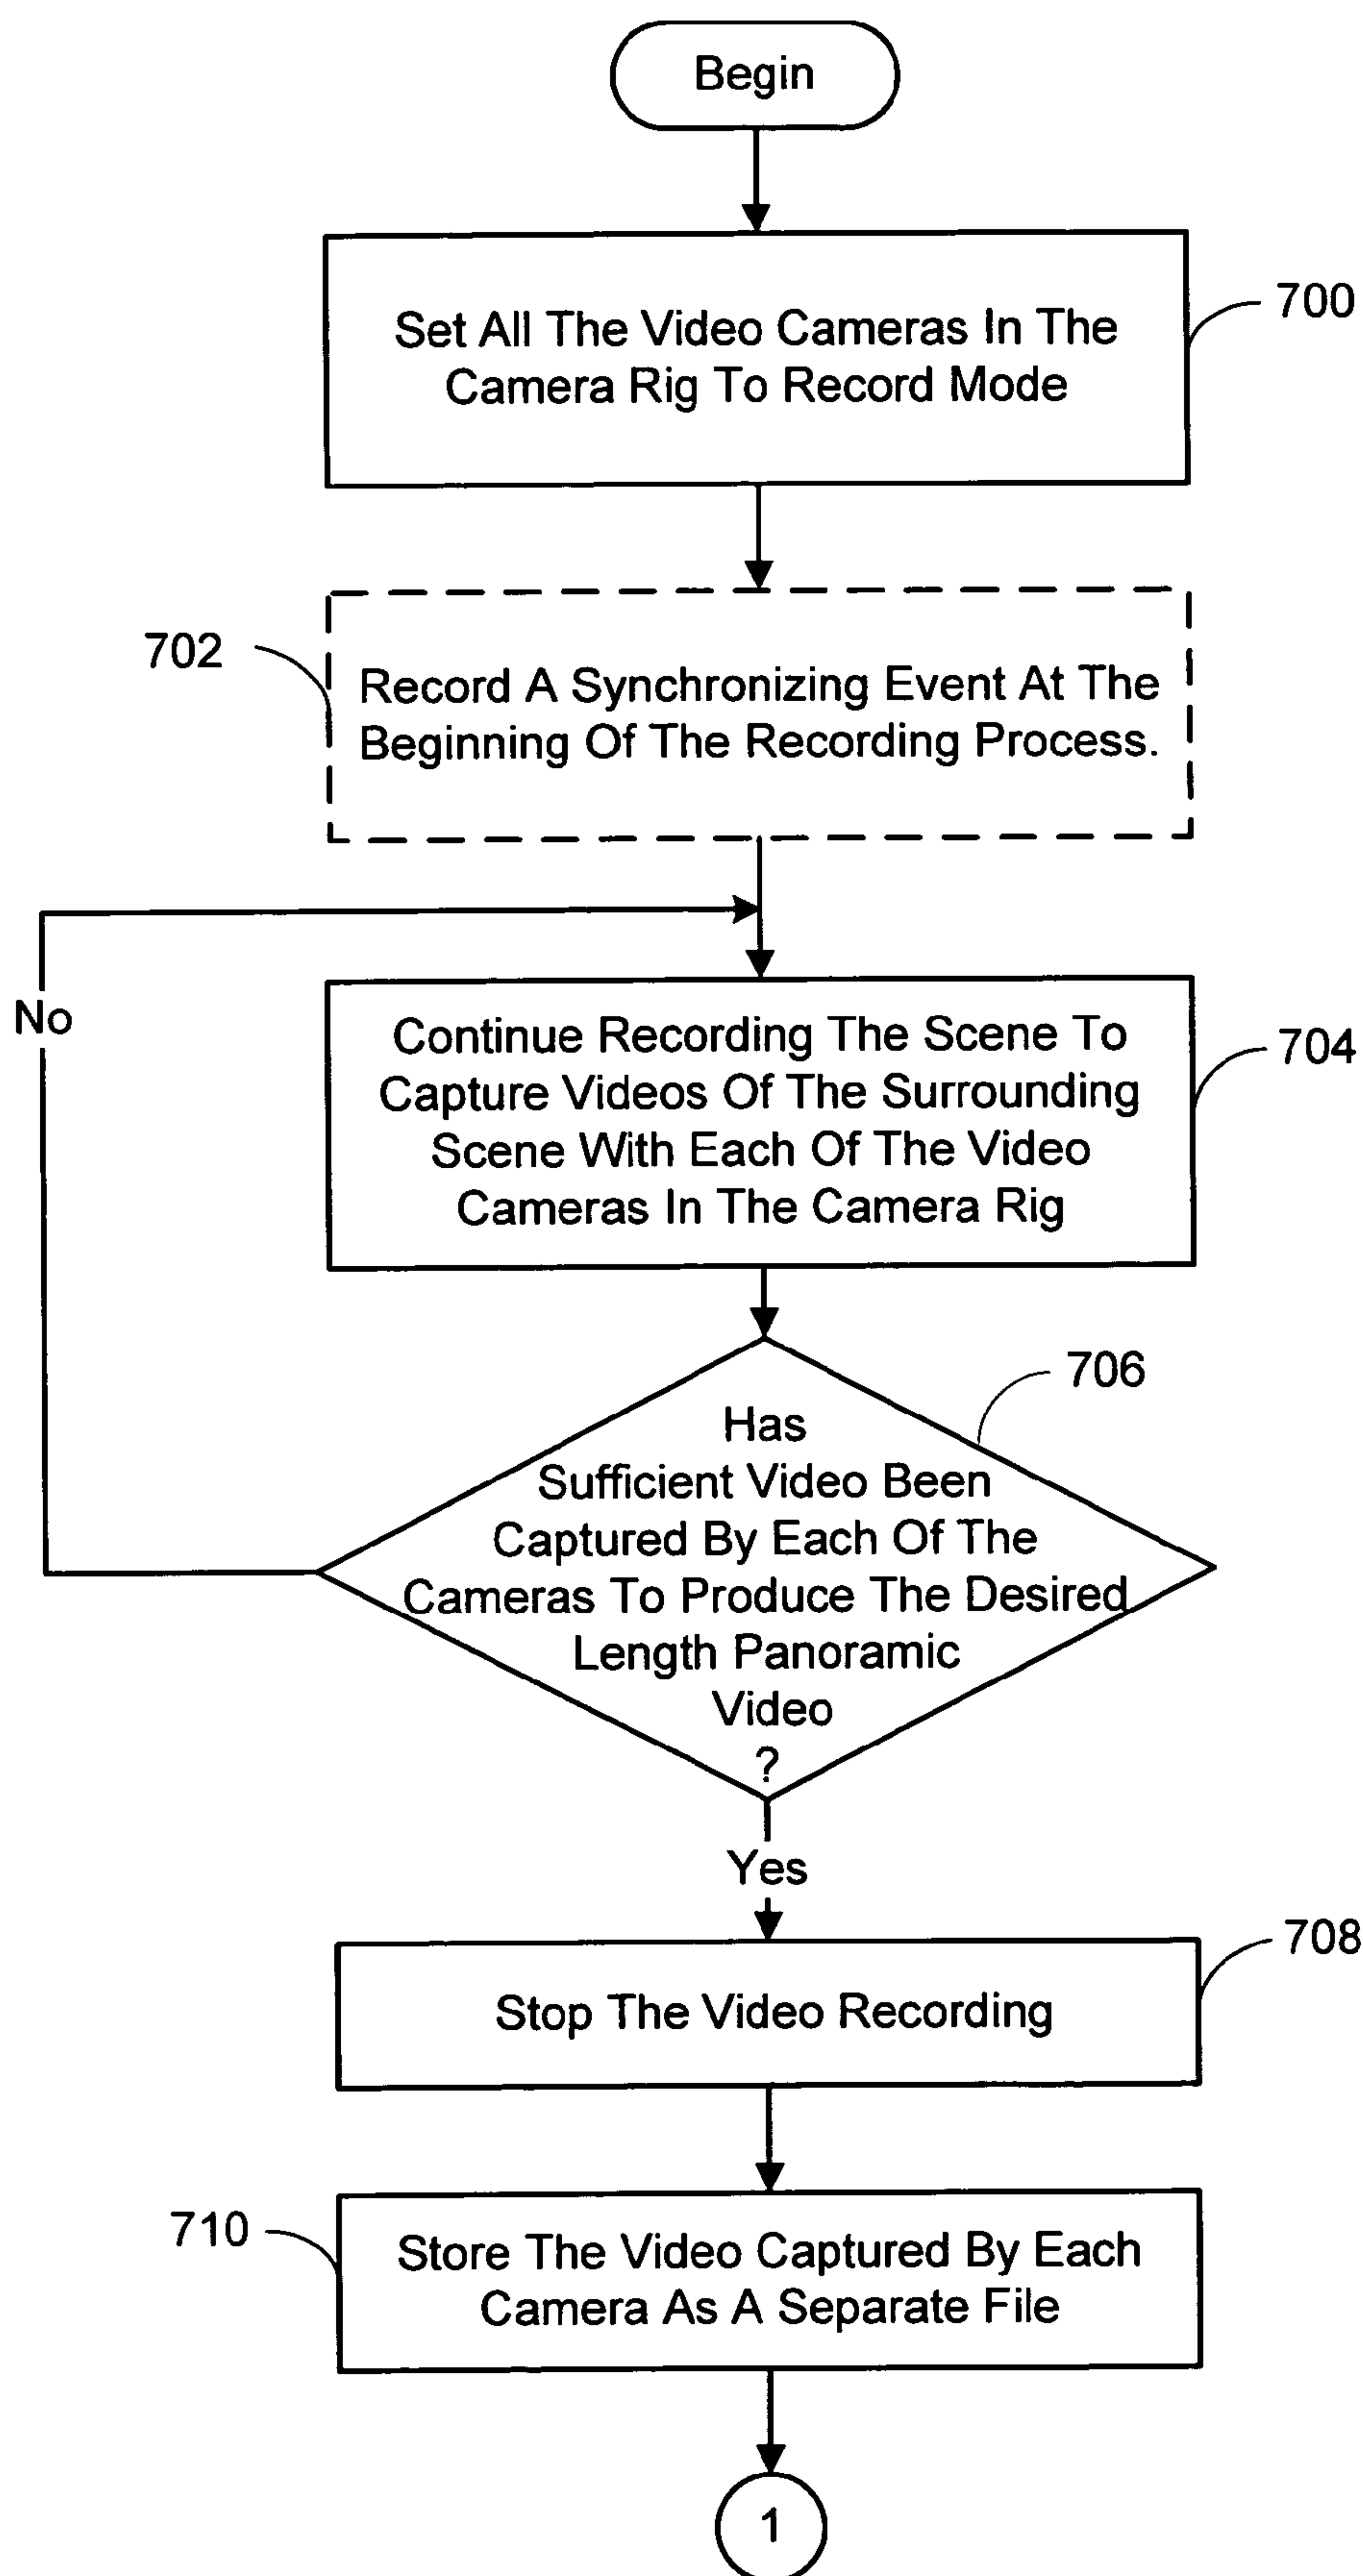 Begin
Set All The Video Cameras In The
Camera Rig To Record Mode
700
702
Record A Synchronizing Event At The
Beginning Of The Recording Process.
No
Continue Recording The Scene To
Capture Videos Of The Surrounding
Scene With Each Of The Video
Cameras In The Camera Rig
704
706
Has
Sufficient Video Been
Captured By Each Of The
Cameras To Produce The Desired
Length Panoramic
Video
?
Yes
708
Stop The Video Recording
710
Store The Video Captured By Each
Camera As A Separate File
1